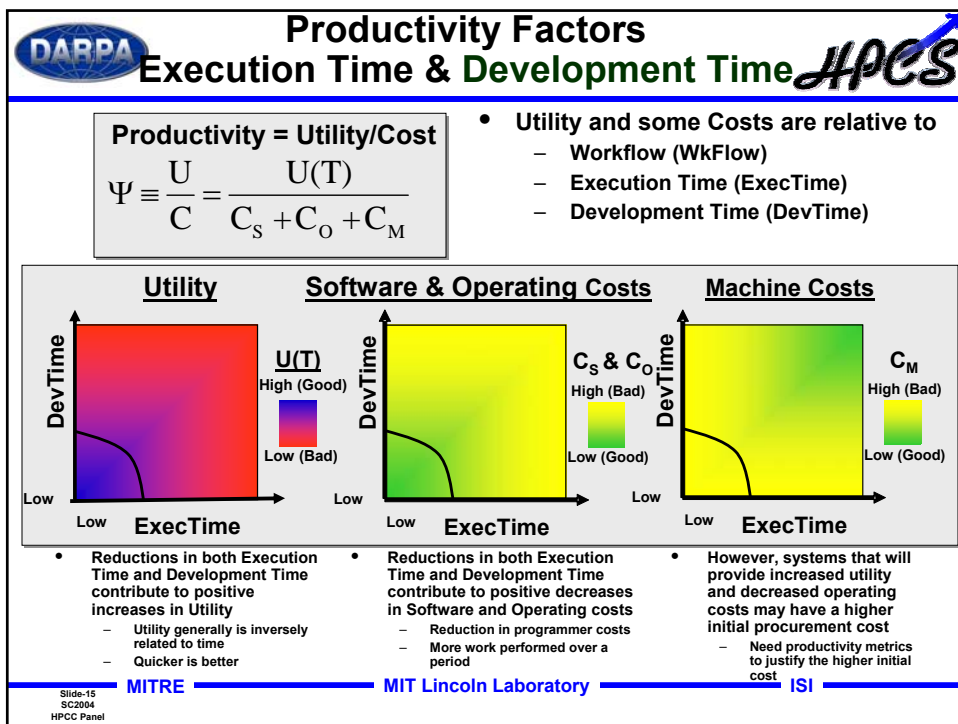 DARPA
Productivity Factors
Execution Time & Development Time
HPCS
Productivity = Utility/Cost
Ψ ≡ U/C = U(T)/(C_S + C_O + C_M)
• Utility and some Costs are relative to
– Workflow (WkFlow)
– Execution Time (ExecTime)
– Development Time (DevTime)
Utility
DevTime
U(T)
High (Good)
Low (Bad)
Low
Low
ExecTime
Software & Operating Costs
DevTime
C_S & C_O
High (Bad)
Low (Good)
Low
Low
ExecTime
Machine Costs
DevTime
C_M
High (Bad)
Low (Good)
Low
Low
ExecTime
• Reductions in both Execution
Time and Development Time
contribute to positive
increases in Utility
– Utility generally is inversely
related to time
– Quicker is better
• Reductions in both Execution
Time and Development Time
contribute to positive decreases
in Software and Operating costs
– Reduction in programmer costs
– More work performed over a
period
• However, systems that will
provide increased utility
and decreased operating
costs may have a higher
initial procurement cost
– Need productivity metrics
to justify the higher initial
cost
Slide-15
SC2004
HPCC Panel
MITRE
MIT Lincoln Laboratory
ISI